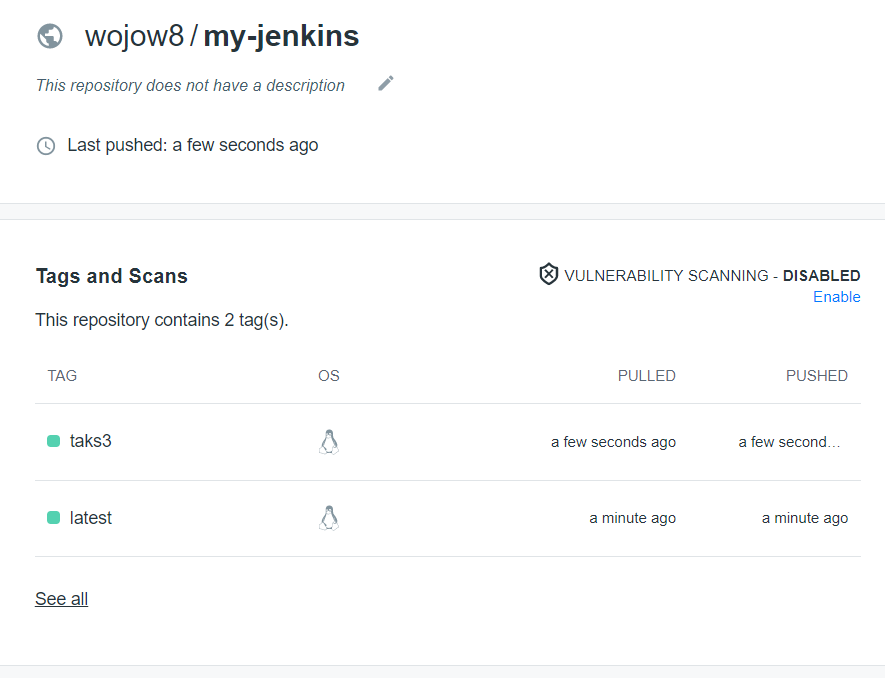 wojow8 / my-jenkins
This repository does not have a description
Last pushed: a few seconds ago
Tags and Scans
VULNERABILITY SCANNING - DISABLED
Enable
This repository contains 2 tag(s).
TAG OS PULLED PUSHED
taks3 a few seconds ago a few second…
latest a minute ago a minute ago
See all